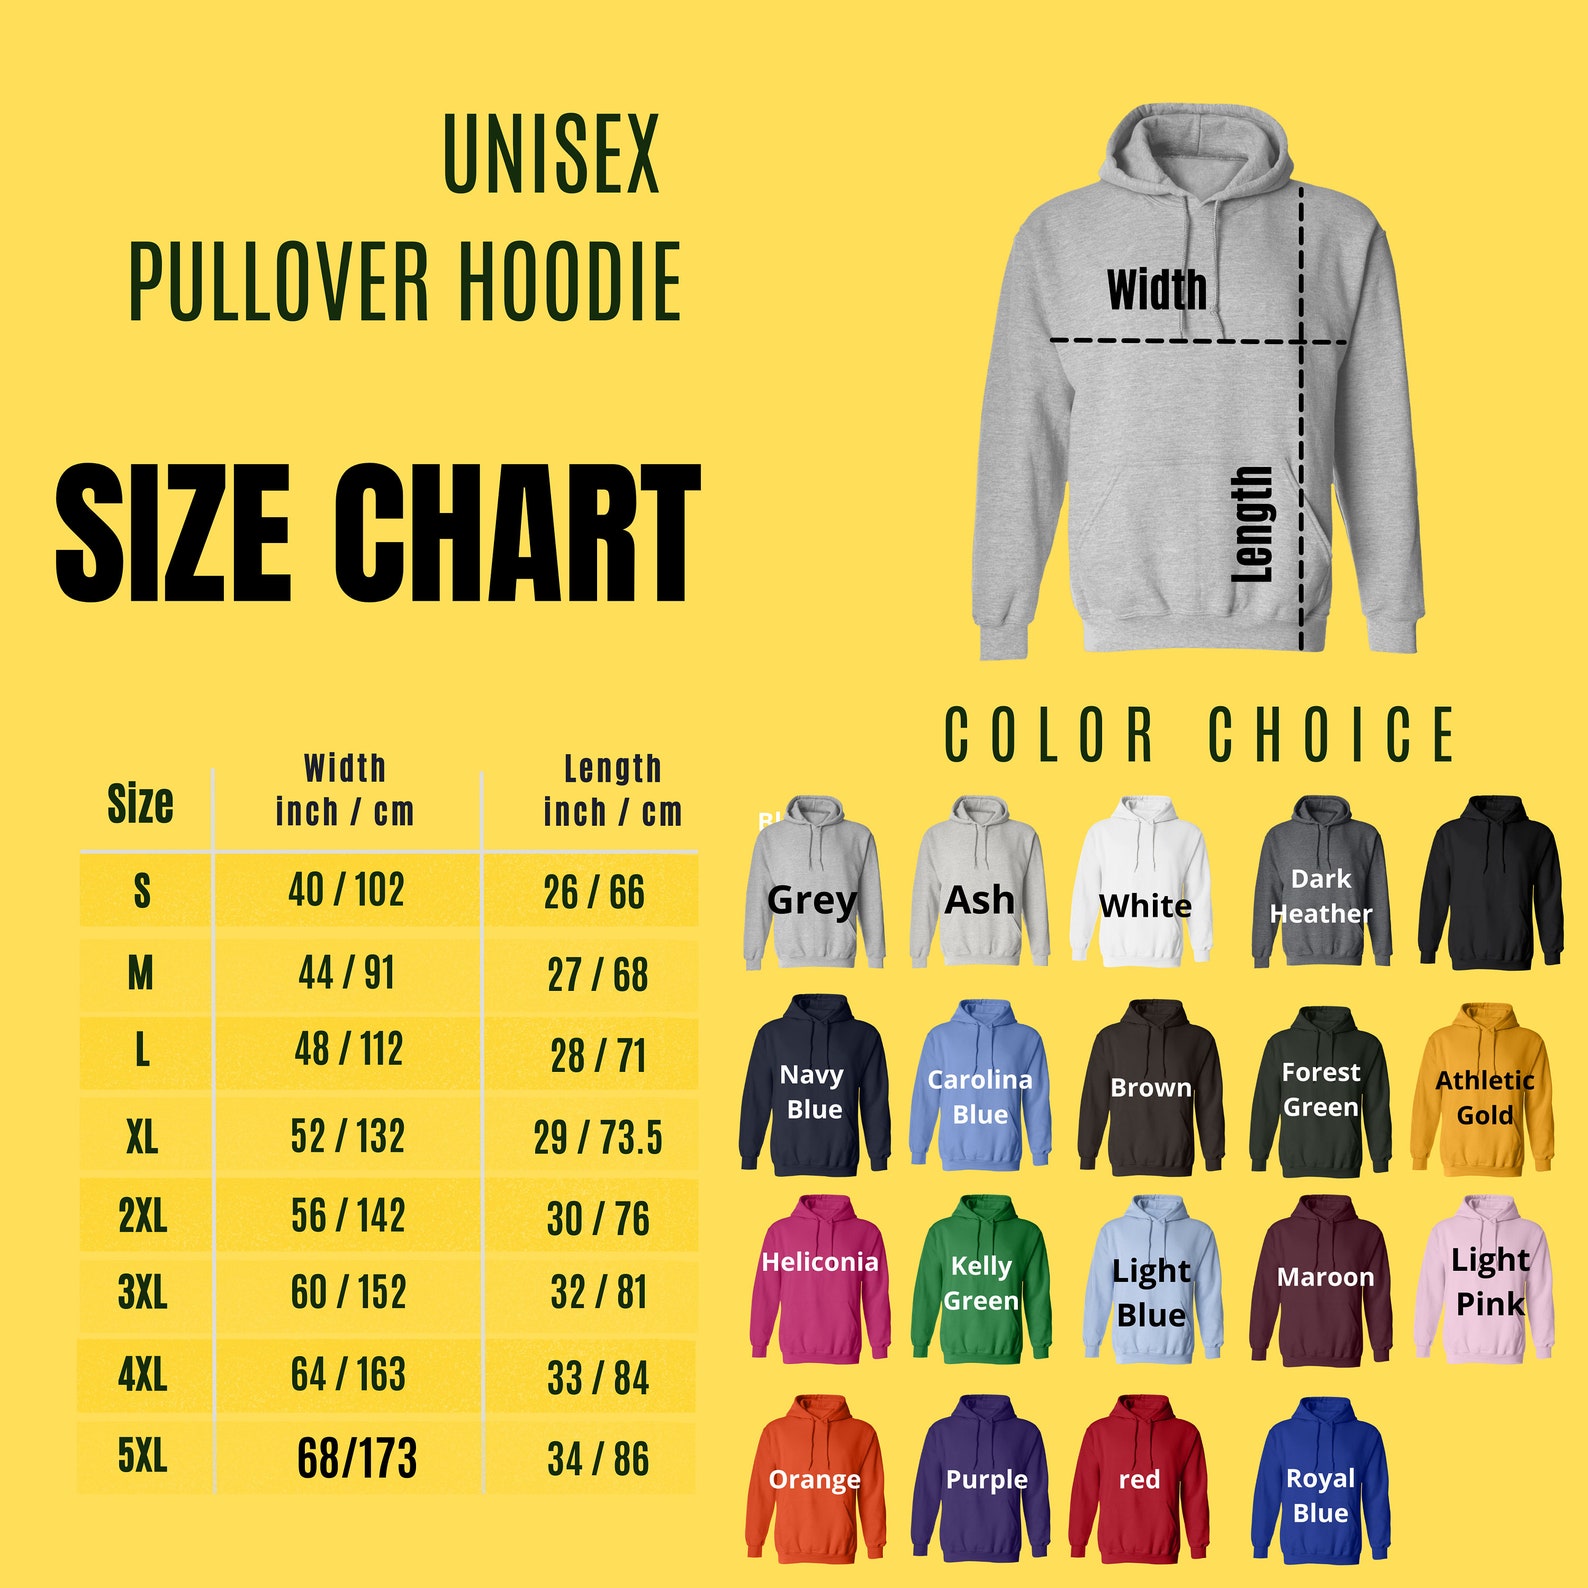 UNISEX
PULLOVER HOODIE
SIZE CHART
Width
Length
COLOR CHOICE
Size
Width
inch / cm
Length
inch / cm
S 40 / 102 26 / 66
M 44 / 91 27 / 68
L 48 / 112 28 / 71
XL 52 / 132 29 / 73.5
2XL 56 / 142 30 / 76
3XL 60 / 152 32 / 81
4XL 64 / 163 33 / 84
5XL 68/173 34 / 86
Grey
Ash
White
Dark
Heather
Navy
Blue
Carolina
Blue
Brown
Forest
Green
Athletic
Gold
Heliconia
Kelly
Green
Light
Blue
Maroon
Light
Pink
Orange
Purple
red
Royal
Blue